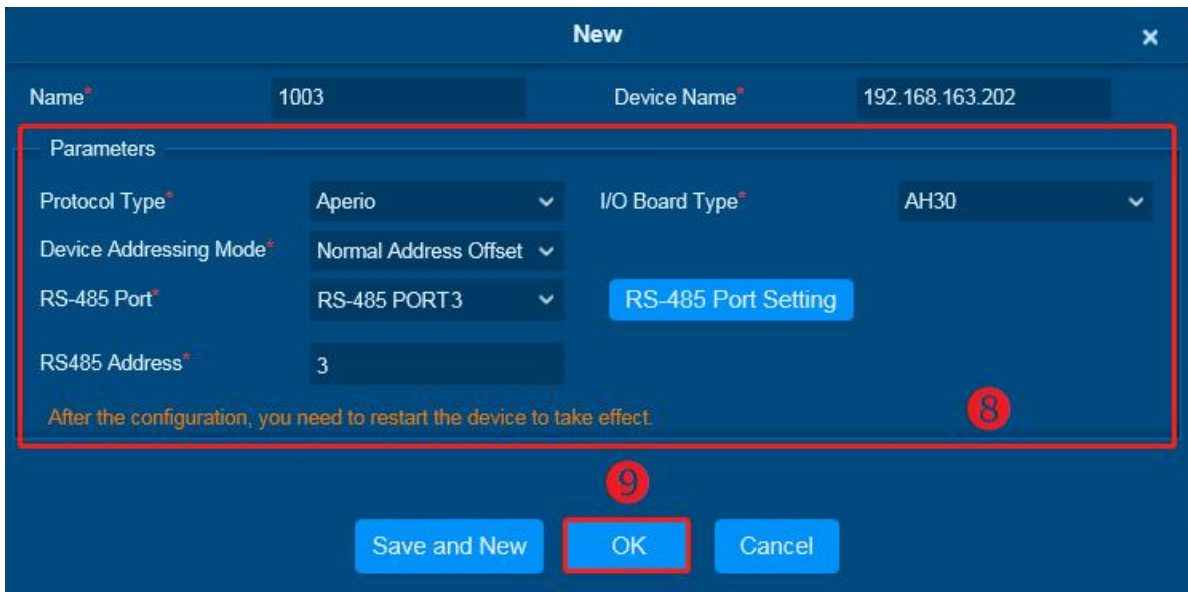 New ×
Name* 1003 Device Name* 192.168.163.202
Parameters
Protocol Type* Aperio I/O Board Type* AH30
Device Addressing Mode* Normal Address Offset
RS-485 Port* RS-485 PORT3 RS-485 Port Setting
RS485 Address* 3
After the configuration, you need to restart the device to take effect.
8
9
Save and New OK Cancel